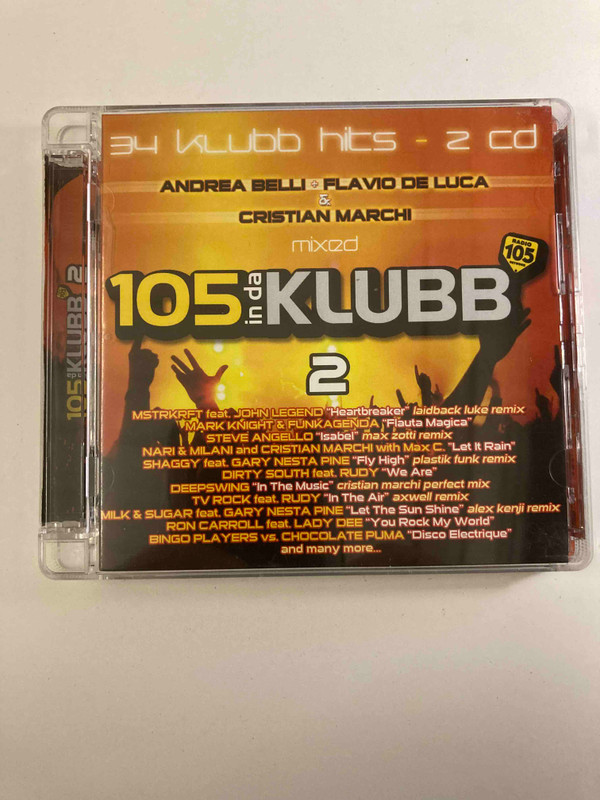 34 klubb hits - 2 cd
ANDREA BELLI + FLAVIO DE LUCA
&
CRISTIAN MARCHI
mixed
RADIO
105
NETWORK
105 in da KLUBB
2
MSTRKRFT feat. JOHN LEGEND "Heartbreaker" laidback luke remix
MARK KNIGHT & FUNKAGENDA "Flauta Magica"
STEVE ANGELLO "Isabel" max zotti remix
NARI & MILANI and CRISTIAN MARCHI with Max C. "Let It Rain"
SHAGGY feat. GARY NESTA PINE "Fly High" plastik funk remix
DIRTY SOUTH feat. RUDY "We Are"
DEEPSWING "In The Music" cristian marchi perfect mix
TV ROCK feat. RUDY "In The Air" axwell remix
MILK & SUGAR feat. GARY NESTA PINE "Let The Sun Shine" alex kenji remix
RON CARROLL feat. LADY DEE "You Rock My World"
BINGO PLAYERS vs. CHOCOLATE PUMA "Disco Electrique"
and many more...
105 in da KLUBB 2